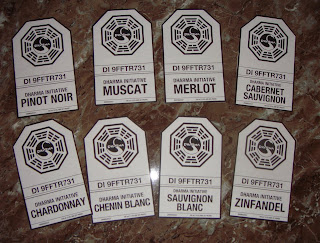 DI 9FFTR731
DHARMA INITIATIVE
PINOT NOIR
DI 9FFTR731
DHARMA INITIATIVE
MUSCAT
DI 9FFTR731
DHARMA INITIATIVE
MERLOT
DI 9FFTR731
DHARMA INITIATIVE
CABERNET
SAUVIGNON
DI 9FFTR731
DHARMA INITIATIVE
CHARDONNAY
DI 9FFTR731
DHARMA INITIATIVE
CHENIN BLANC
DI 9FFTR731
DHARMA INITIATIVE
SAUVIGNON
BLANC
DI 9FFTR731
DHARMA INITIATIVE
ZINFANDEL